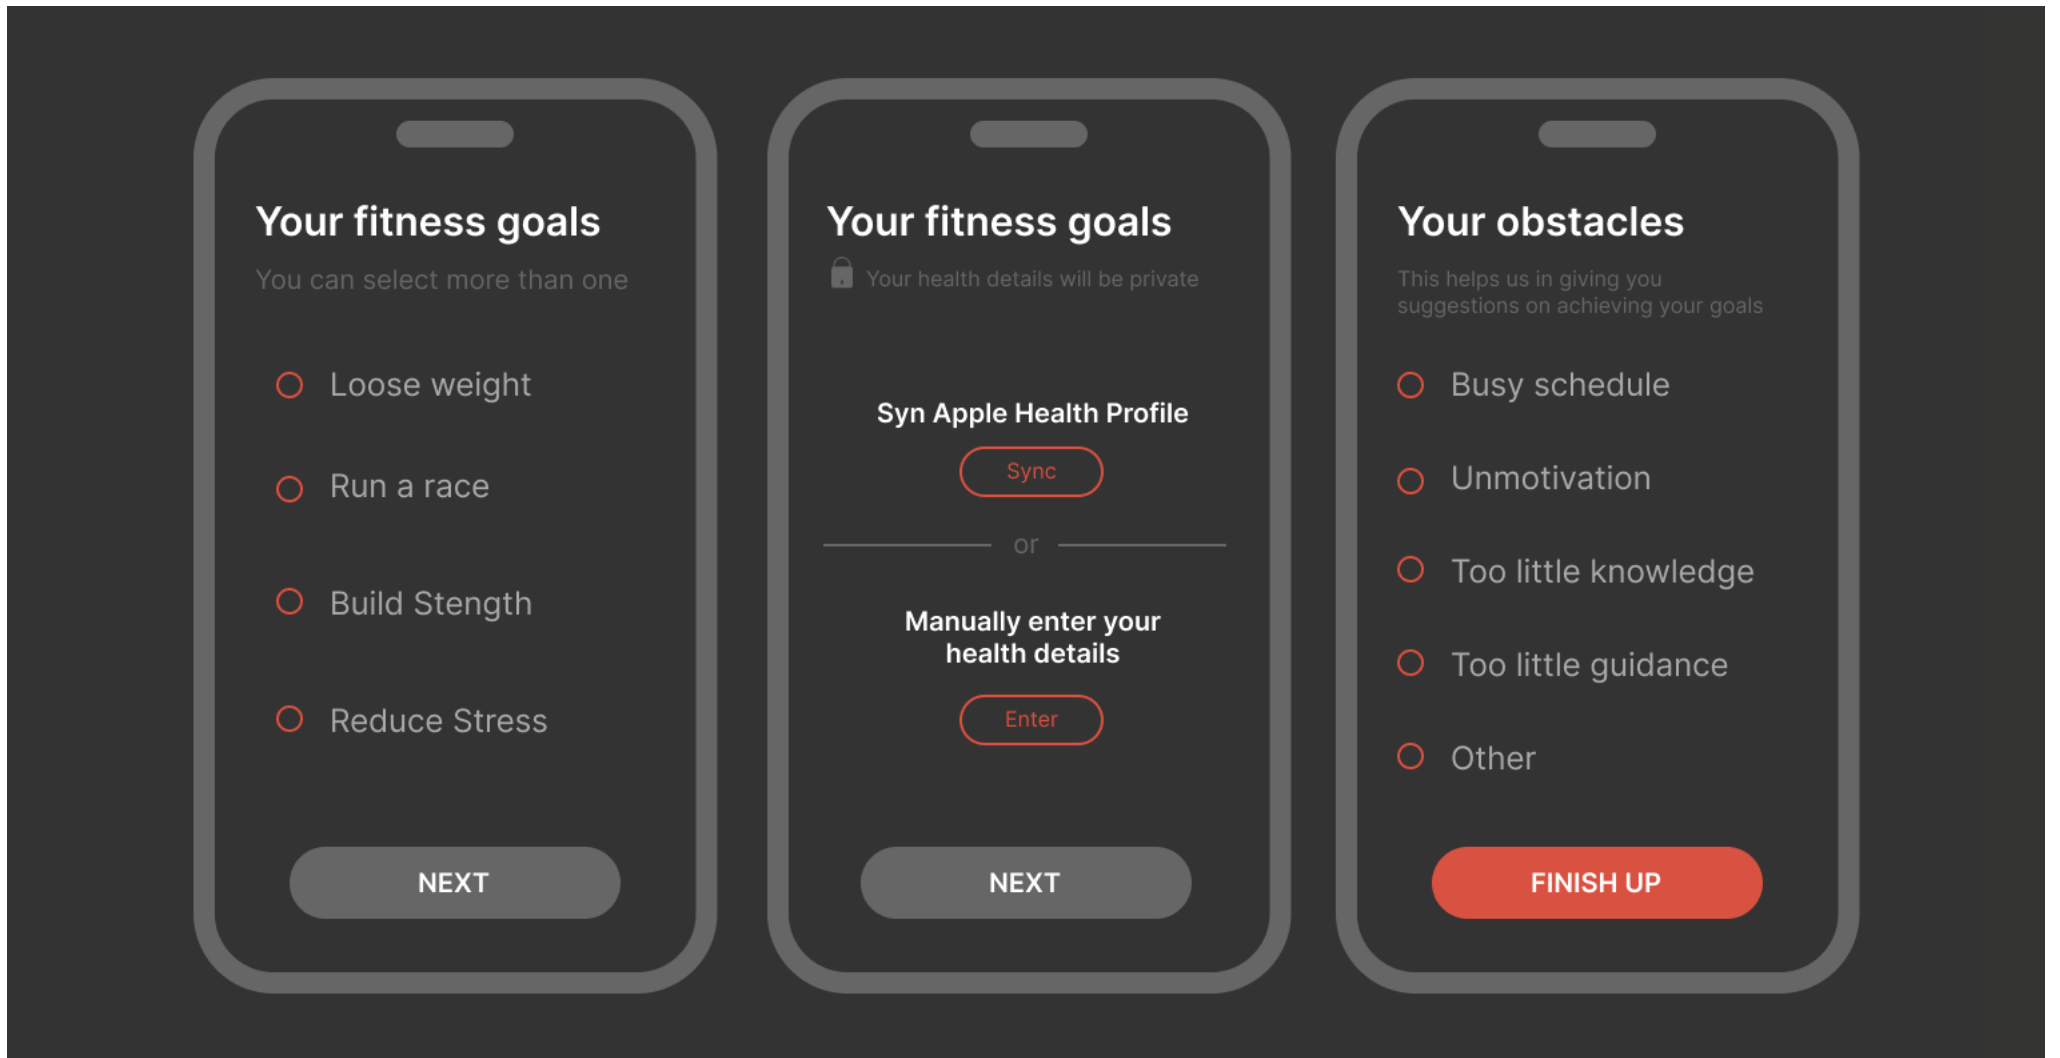 Your fitness goals
You can select more than one
Loose weight
Run a race
Build Stength
Reduce Stress
NEXT
Your fitness goals
Your health details will be private
Syn Apple Health Profile
Sync
or
Manually enter your
health details
Enter
NEXT
Your obstacles
This helps us in giving you
suggestions on achieving your goals
Busy schedule
Unmotivation
Too little knowledge
Too little guidance
Other
FINISH UP